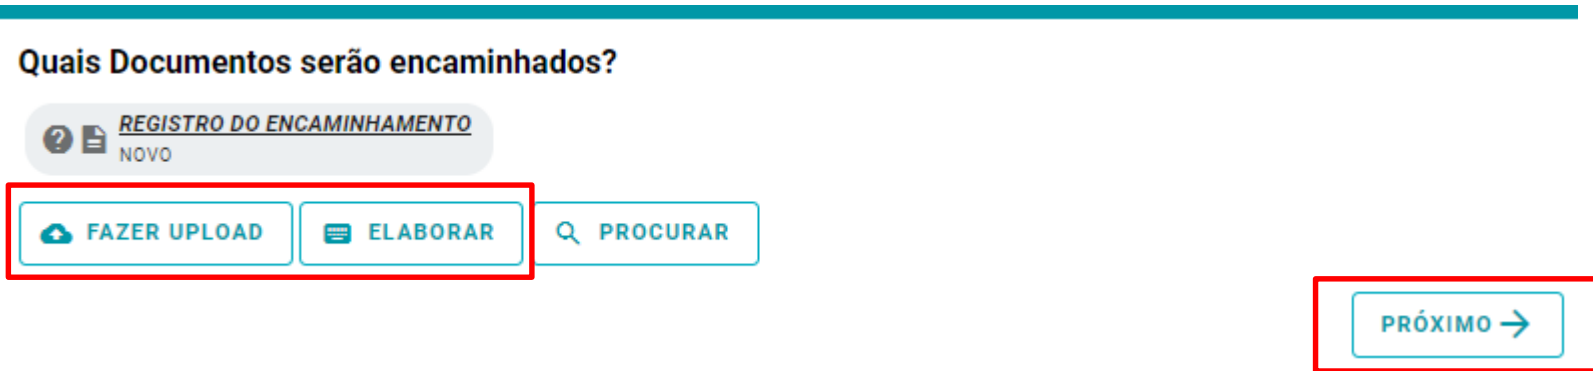 Quais Documentos serão encaminhados?
REGISTRO DO ENCAMINHAMENTO
NOVO
FAZER UPLOAD ELABORAR PROCURAR
PRÓXIMO